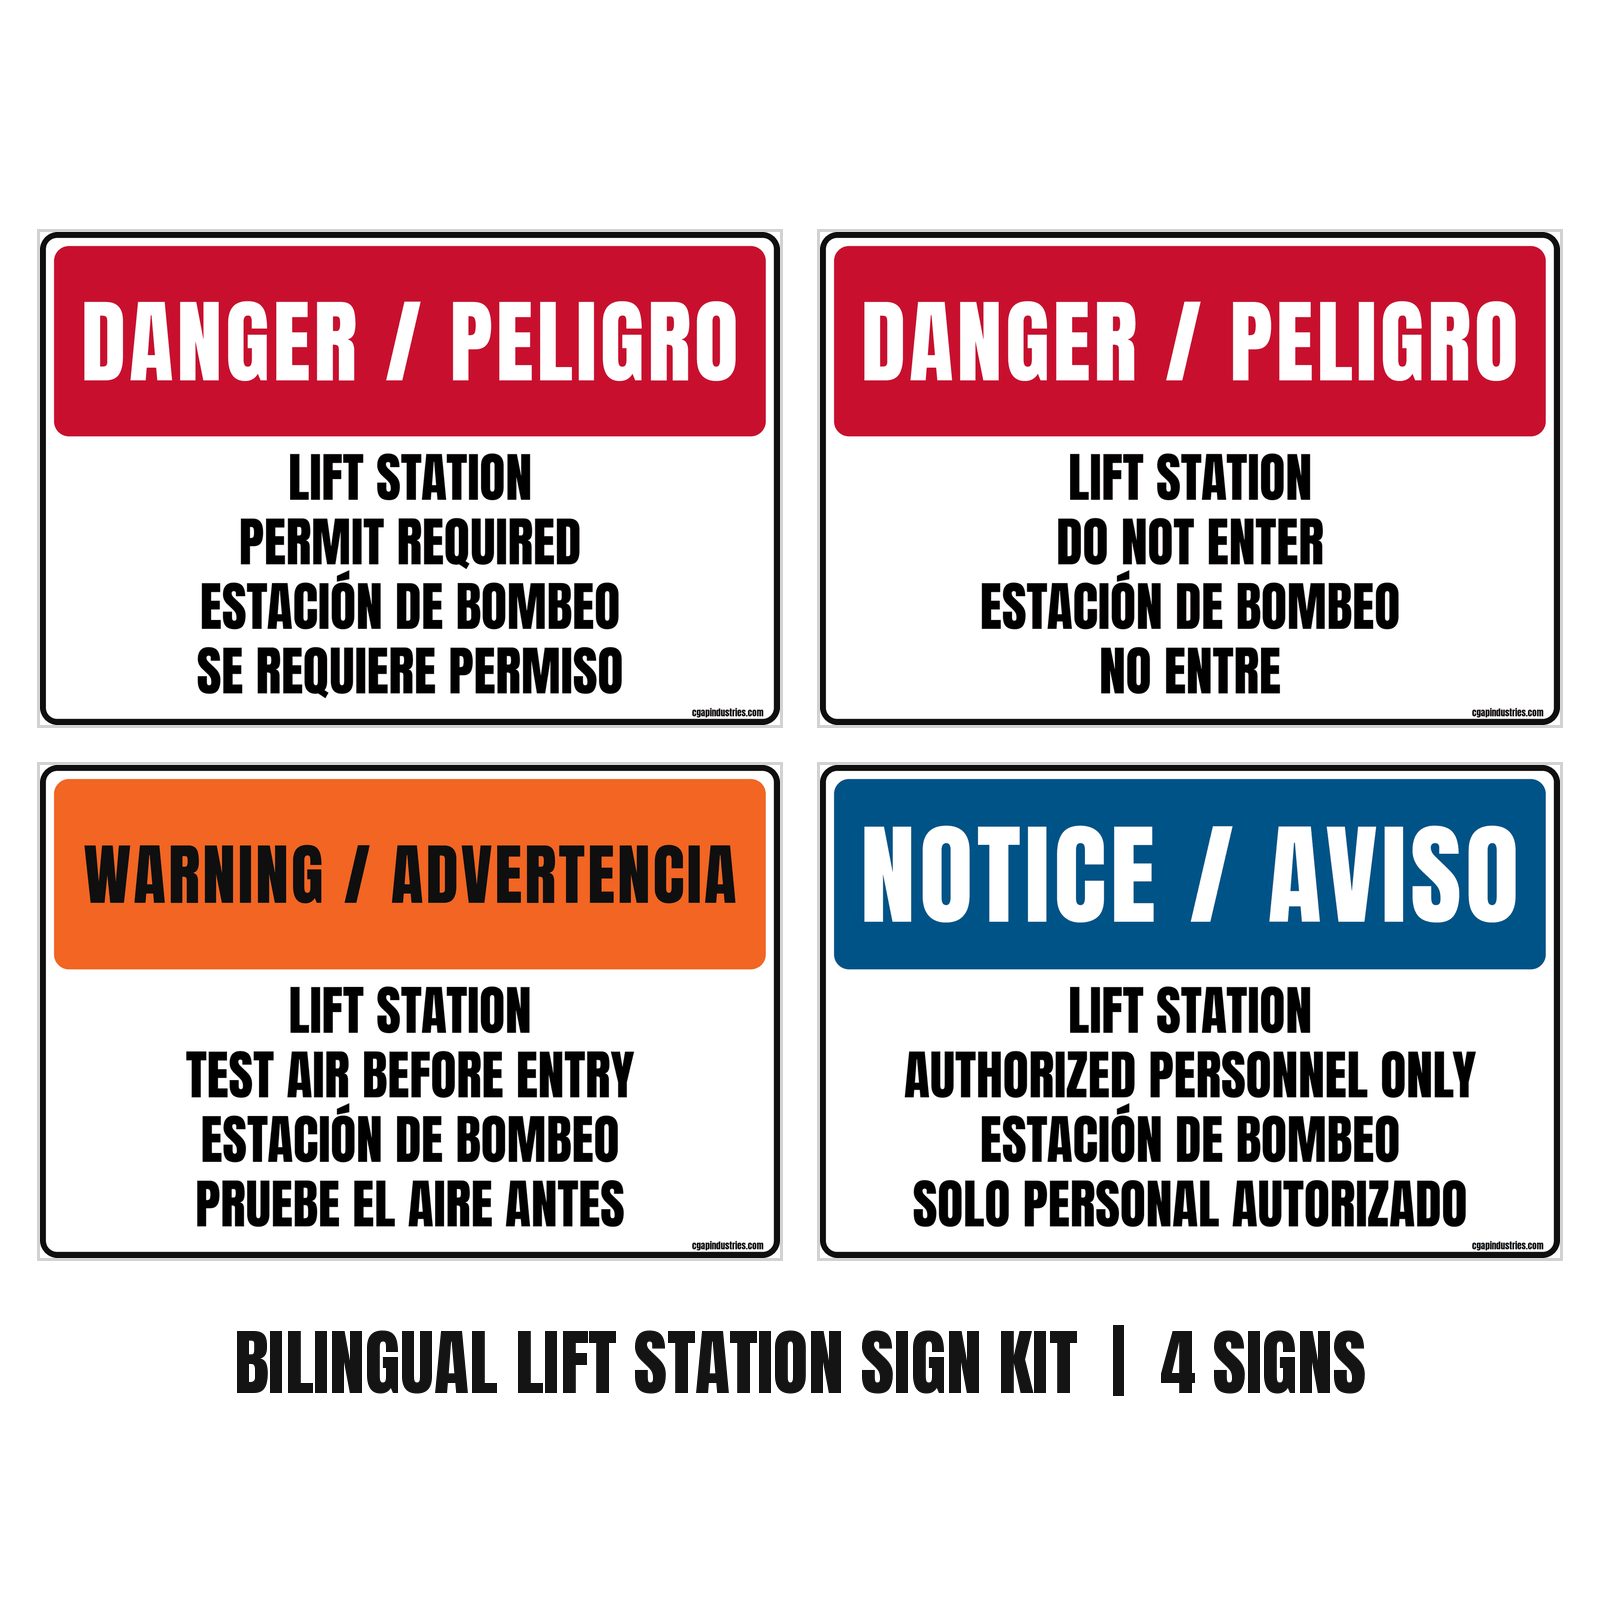 DANGER / PELIGRO
LIFT STATION
PERMIT REQUIRED
ESTACIÓN DE BOMBEO
SE REQUIERE PERMISO
cgapindustries.com
DANGER / PELIGRO
LIFT STATION
DO NOT ENTER
ESTACIÓN DE BOMBEO
NO ENTRE
cgapindustries.com
WARNING / ADVERTENCIA
LIFT STATION
TEST AIR BEFORE ENTRY
ESTACIÓN DE BOMBEO
PRUEBE EL AIRE ANTES
cgapindustries.com
NOTICE / AVISO
LIFT STATION
AUTHORIZED PERSONNEL ONLY
ESTACIÓN DE BOMBEO
SOLO PERSONAL AUTORIZADO
cgapindustries.com
BILINGUAL LIFT STATION SIGN KIT | 4 SIGNS